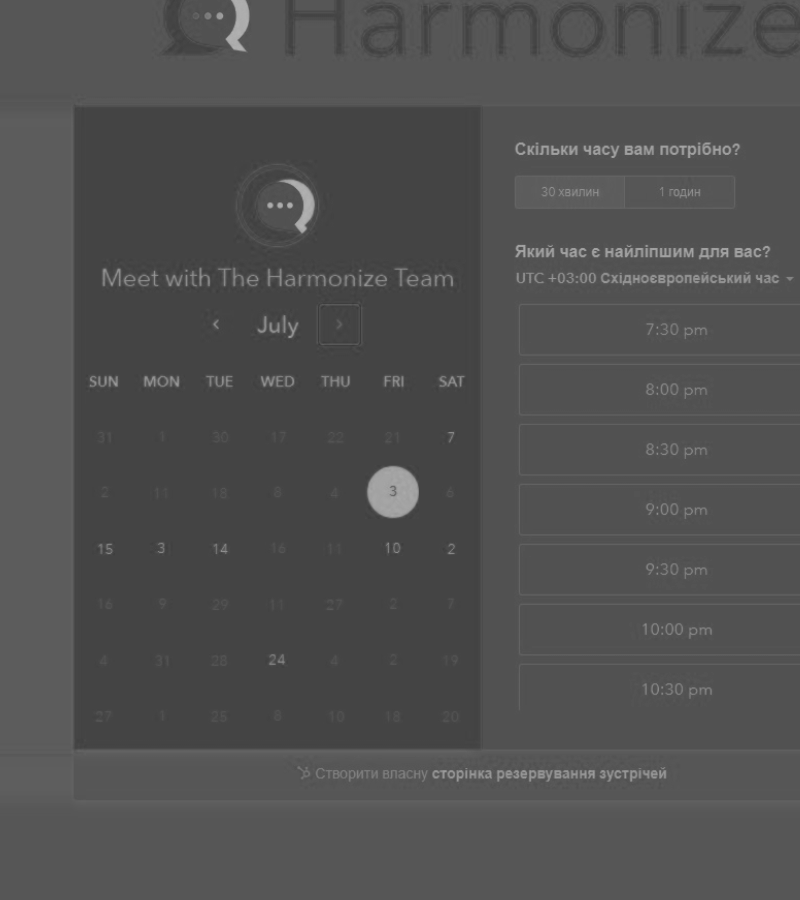 Harmonize
Meet with The Harmonize Team
July
SUN MON TUE WED THU FRI SAT
31 1 30 17 22 21 7
2 11 18 8 4 3 6
15 3 14 16 11 10 2
16 9 29 11 27 2 7
4 31 28 24 4 2 19
27 1 26 8 10 18 20
Скільки часу вам потрібно?
30 хвилин 1 годин
Який час є найліпшим для вас?
UTC +03:00 Східноєвропейський час
7:30 pm
8:00 pm
8:30 pm
9:00 pm
9:30 pm
10:00 pm
10:30 pm
Створити власну сторінка резервування зустрічей